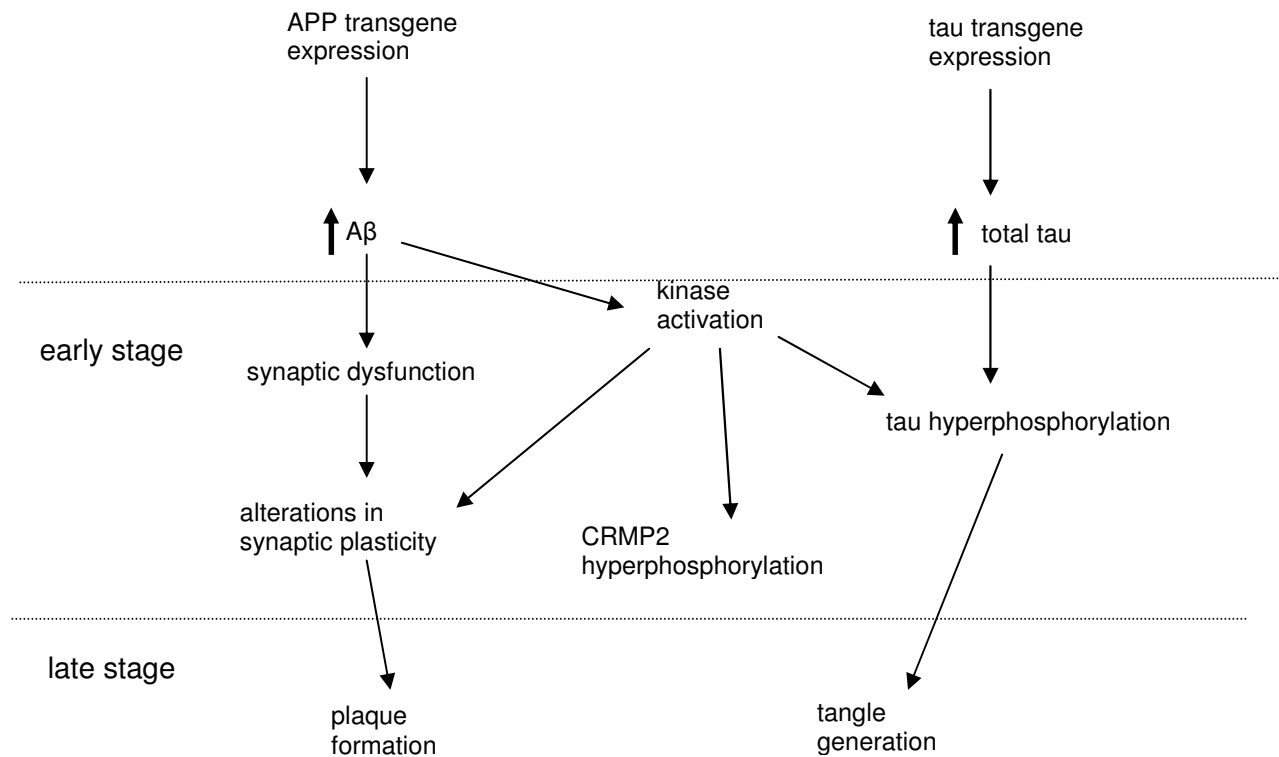 APP transgene
expression
tau transgene
expression
Aβ
total tau
kinase
activation
early stage
synaptic dysfunction
tau hyperphosphorylation
alterations in
synaptic plasticity
CRMP2
hyperphosphorylation
late stage
plaque
formation
tangle
generation